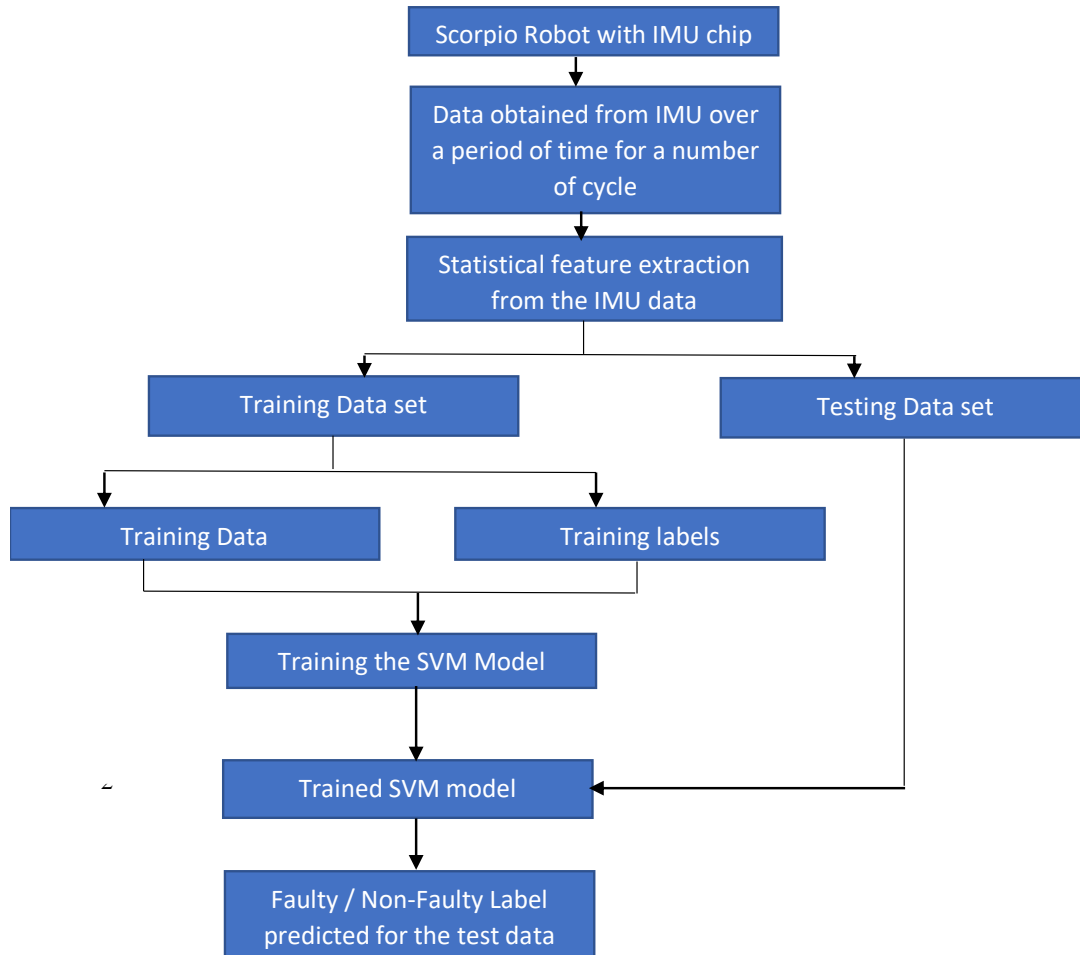 Scorpio Robot with IMU chip
Data obtained from IMU over
a period of time for a number
of cycle
Statistical feature extraction
from the IMU data
Training Data set
Testing Data set
Training Data
Training labels
Training the SVM Model
Trained SVM model
Faulty / Non-Faulty Label
predicted for the test data